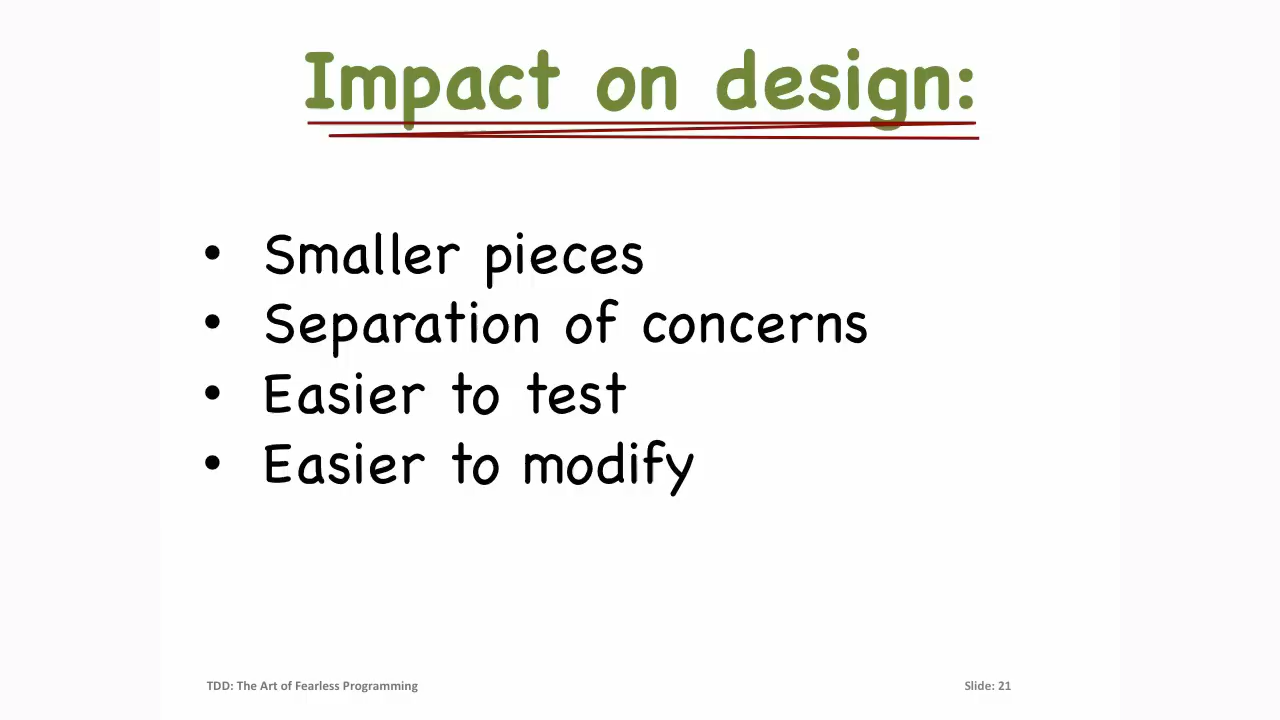 Impact on design:
• Smaller pieces
• Separation of concerns
• Easier to test
• Easier to modify
TDD: The Art of Fearless Programming
Slide: 21